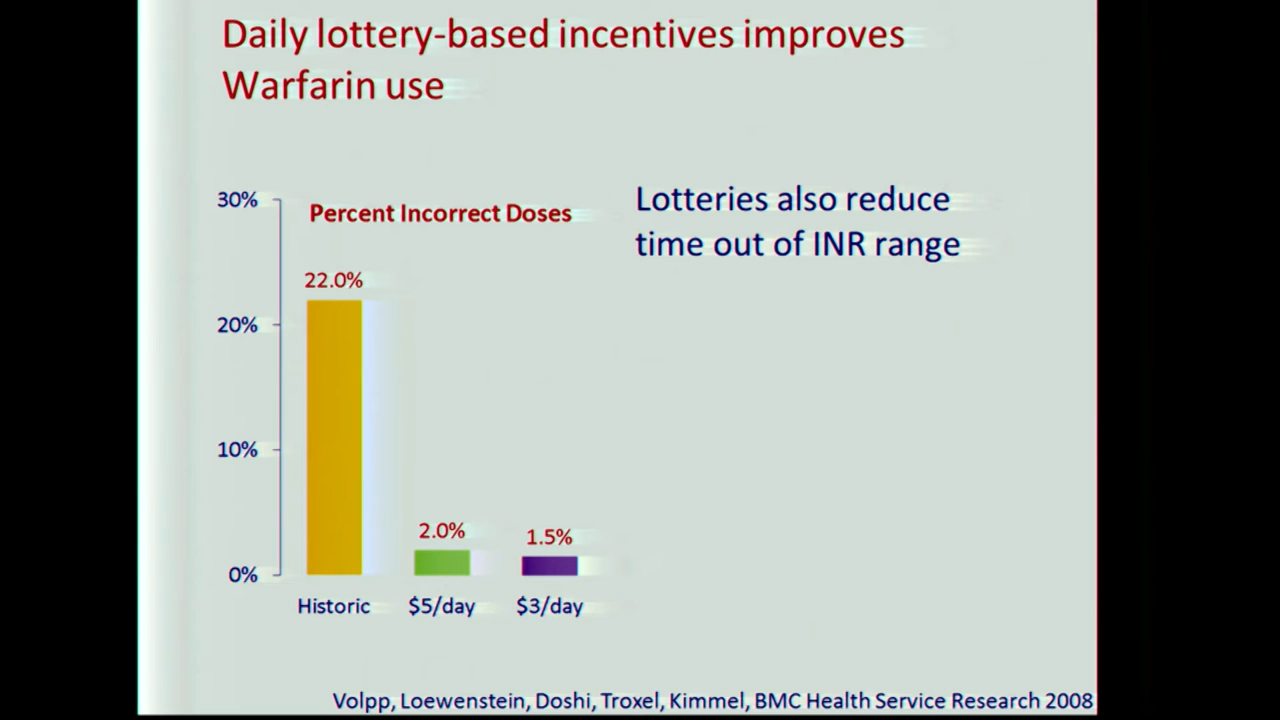 Daily lottery-based incentives improves
Warfarin use
30%
Percent Incorrect Doses
22.0%
20%
10%
2.0%
1.5%
0%
Historic
$5/day
$3/day
Lotteries also reduce
time out of INR range
Volpp, Loewenstein, Doshi, Troxel, Kimmel, BMC Health Service Research 2008